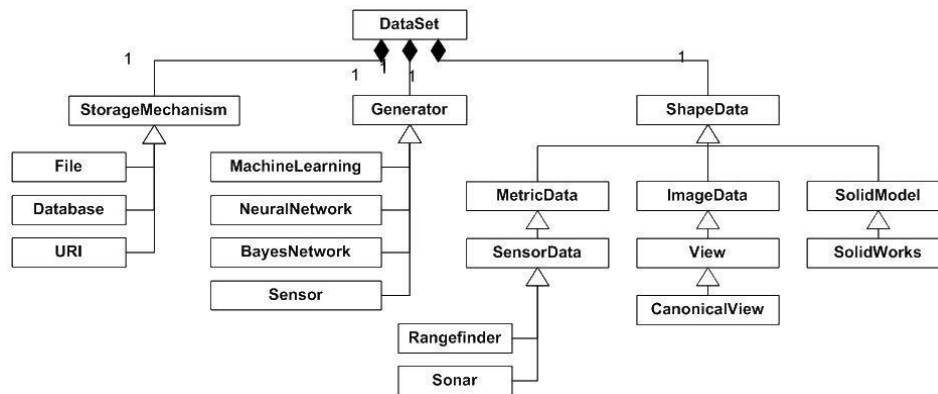 DataSet
1
1
1
1
1
StorageMechanism
Generator
ShapeData
File
MachineLearning
MetricData
ImageData
SolidModel
Database
NeuralNetwork
URI
BayesNetwork
SensorData
View
SolidWorks
Sensor
CanonicalView
Rangefinder
Sonar